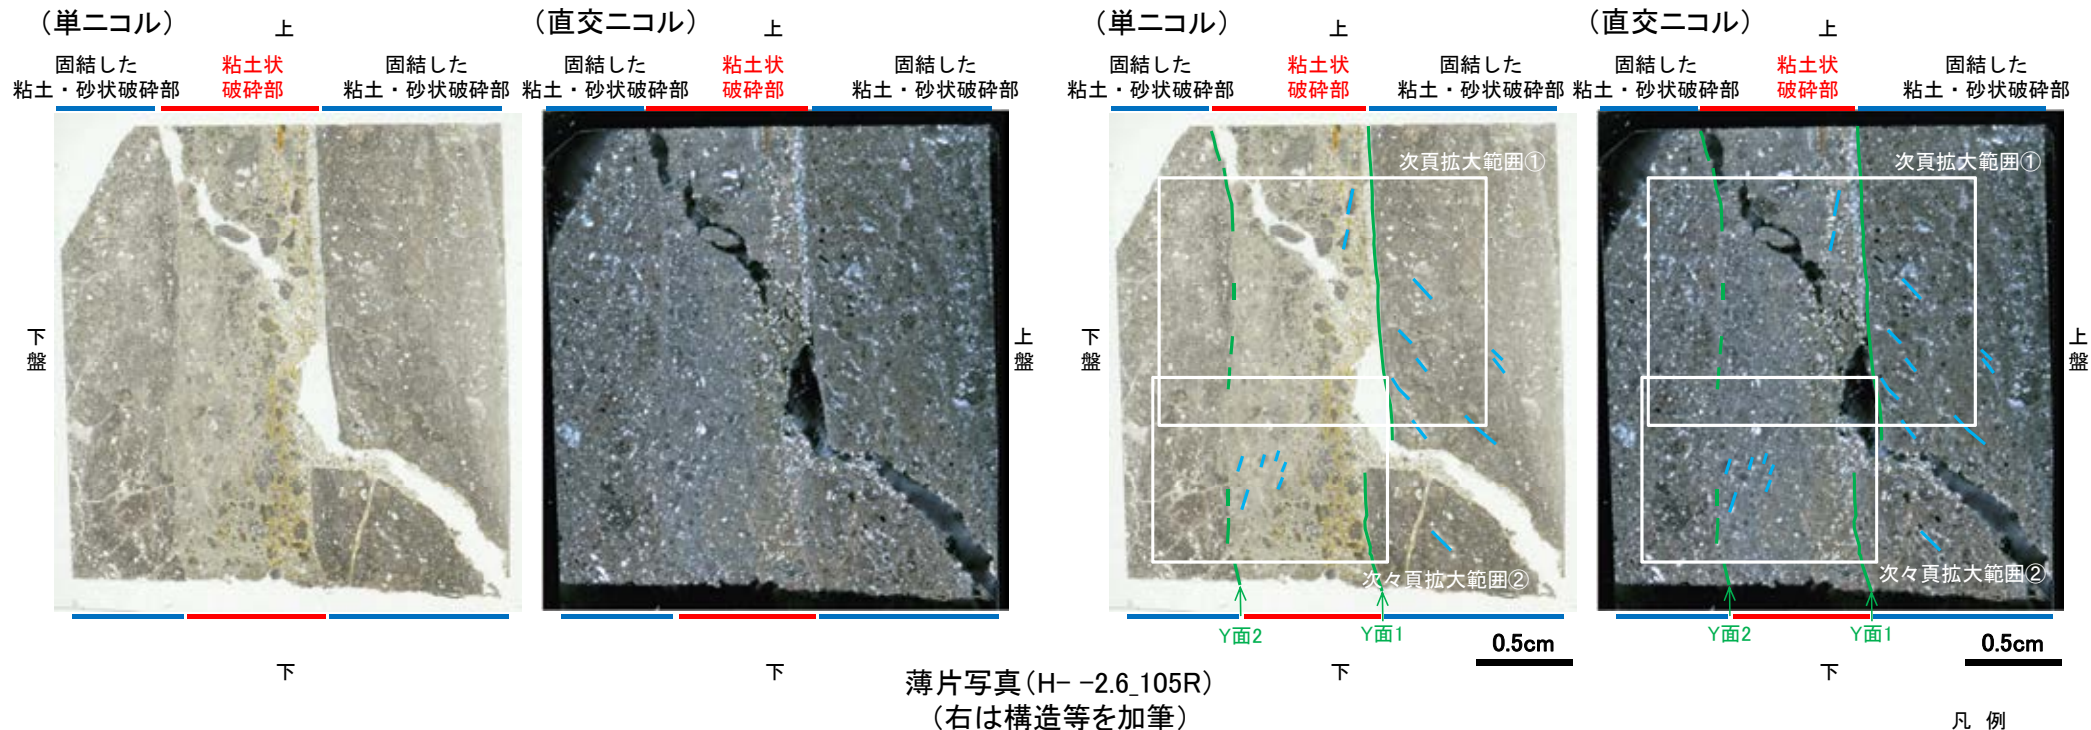 （単ニコル）
上
固結した
粘土・砂状破砕部
粘土状
破砕部
固結した
粘土・砂状破砕部
下
盤
下
（直交ニコル）
上
固結した
粘土・砂状破砕部
粘土状
破砕部
固結した
粘土・砂状破砕部
上
盤
下
（単ニコル）
上
固結した
粘土・砂状破砕部
粘土状
破砕部
固結した
粘土・砂状破砕部
次頁拡大範囲①
下
盤
次々頁拡大範囲②
Y面2
Y面1
0.5cm
下
（直交ニコル）
上
固結した
粘土・砂状破砕部
粘土状
破砕部
固結した
粘土・砂状破砕部
次頁拡大範囲①
上
盤
次々頁拡大範囲②
Y面2
Y面1
0.5cm
下
薄片写真（H- -2.6_105R）
（右は構造等を加筆）
凡 例